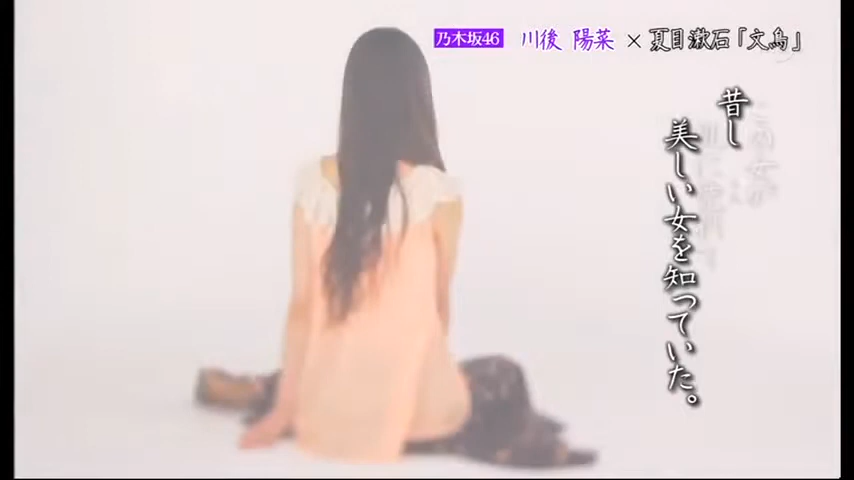 乃木坂46 川後 陽菜 × 夏目漱石「文鳥」
昔し
美しい女を知っていた。